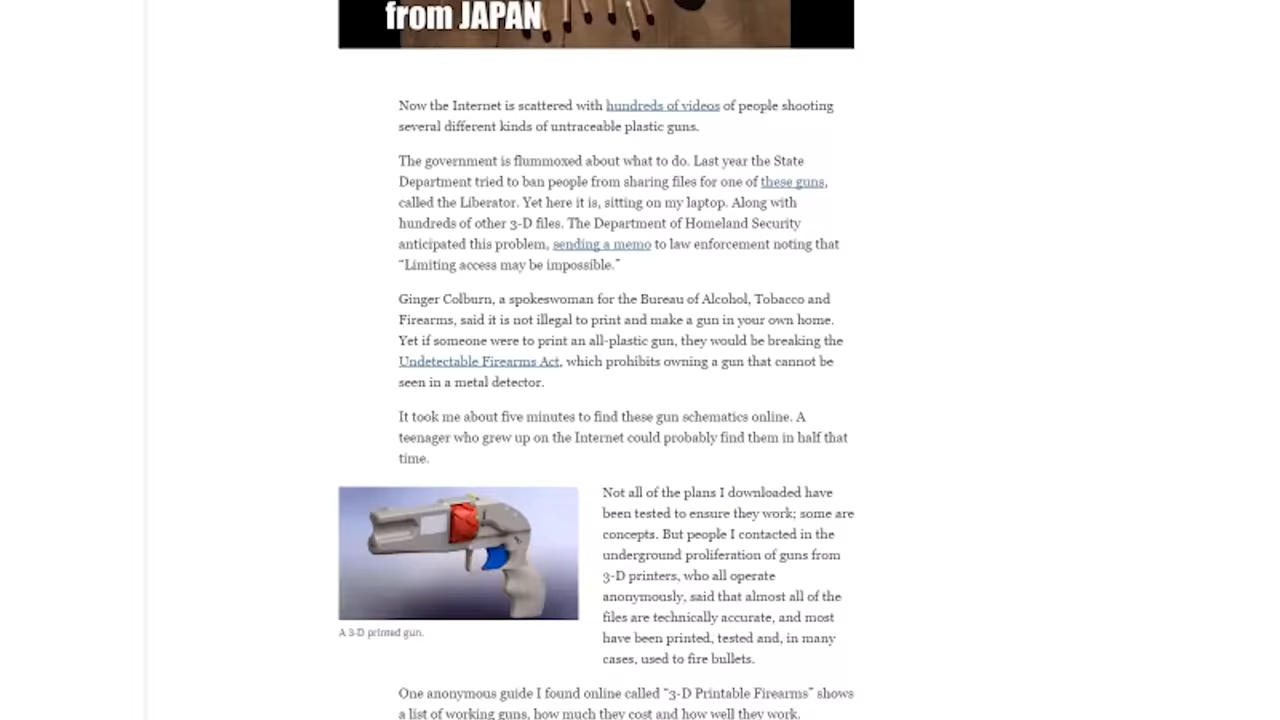 from JAPAN
Now the Internet is scattered with hundreds of videos of people shooting
several different kinds of untraceable plastic guns.
The government is flummoxed about what to do. Last year the State
Department tried to ban people from sharing files for one of these guns,
called the Liberator. Yet here it is, sitting on my laptop. Along with
hundreds of other 3-D files. The Department of Homeland Security
anticipated this problem, sending a memo to law enforcement noting that
“Limiting access may be impossible.”
Ginger Colburn, a spokeswoman for the Bureau of Alcohol, Tobacco and
Firearms, said it is not illegal to print and make a gun in your own home.
Yet if someone were to print an all-plastic gun, they would be breaking the
Undetectable Firearms Act, which prohibits owning a gun that cannot be
seen in a metal detector.
It took me about five minutes to find these gun schematics online. A
teenager who grew up on the Internet could probably find them in half that
time.
Not all of the plans I downloaded have
been tested to ensure they work; some are
concepts. But people I contacted in the
underground proliferation of guns from
3-D printers, who all operate
anonymously, said that almost all of the
files are technically accurate, and most
have been printed, tested and, in many
cases, used to fire bullets.
A 3-D printed gun.
One anonymous guide I found online called “3-D Printable Firearms” shows
a list of working guns, how much they cost and how well they work.